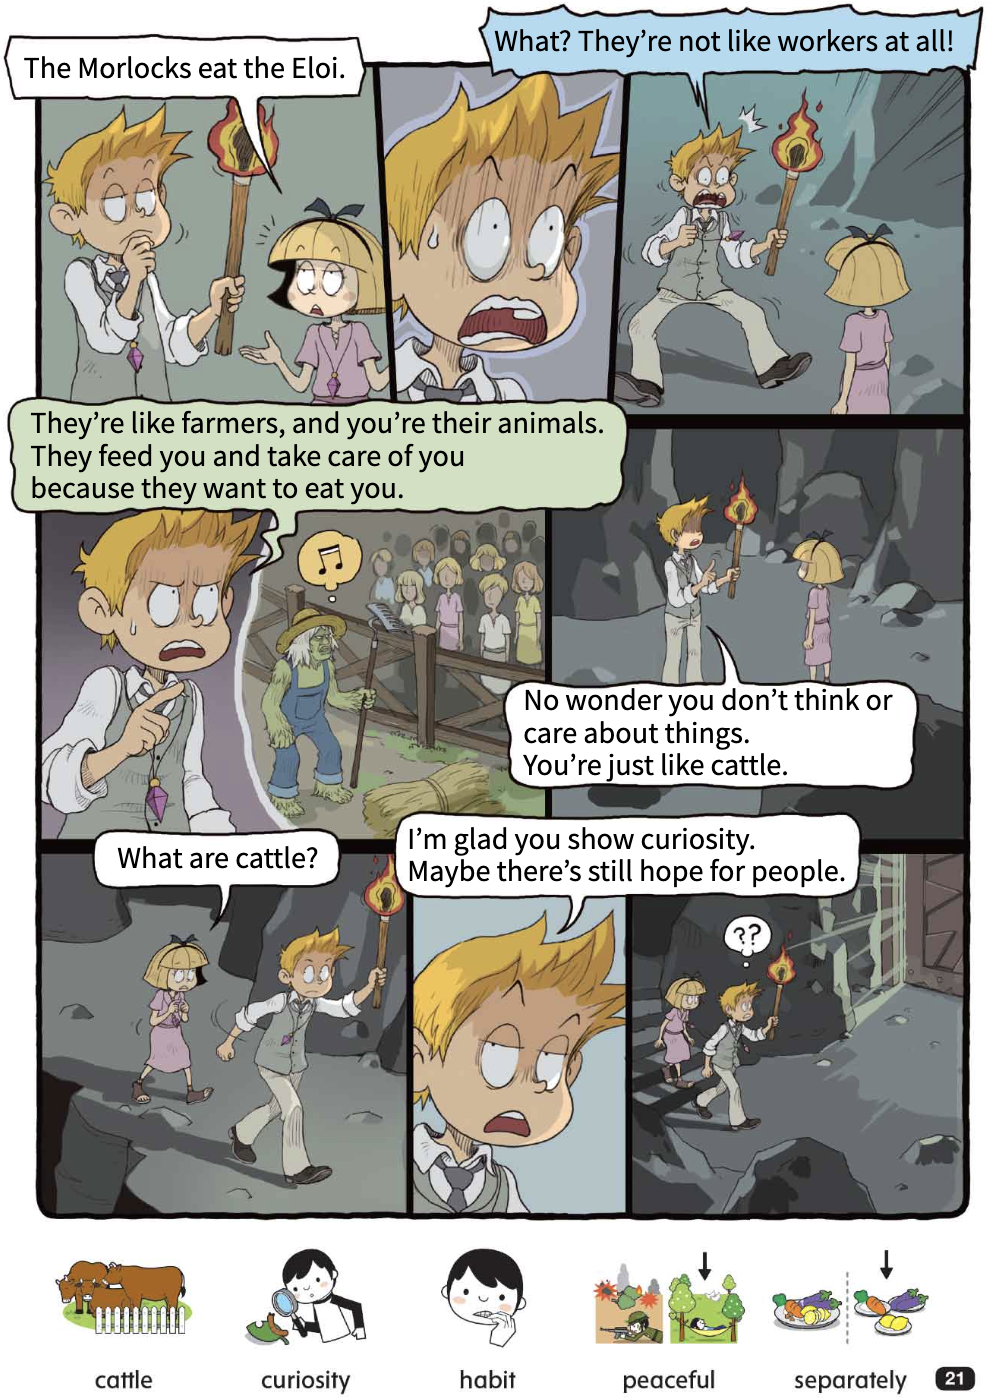 The Morlocks eat the Eloi.
What? They're not like workers at all!
They're like farmers, and you're their animals.
They feed you and take care of you
because they want to eat you.
No wonder you don't think or
care about things.
You're just like cattle.
What are cattle?
I'm glad you show curiosity.
Maybe there's still hope for people.
??
cattle
curiosity
habit
peaceful
separately
21